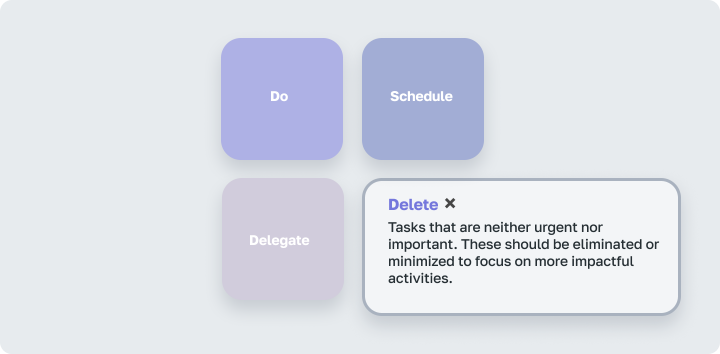 Do
Schedule
Delegate
Delete ✖
Tasks that are neither urgent nor
important. These should be eliminated or
minimized to focus on more impactful
activities.